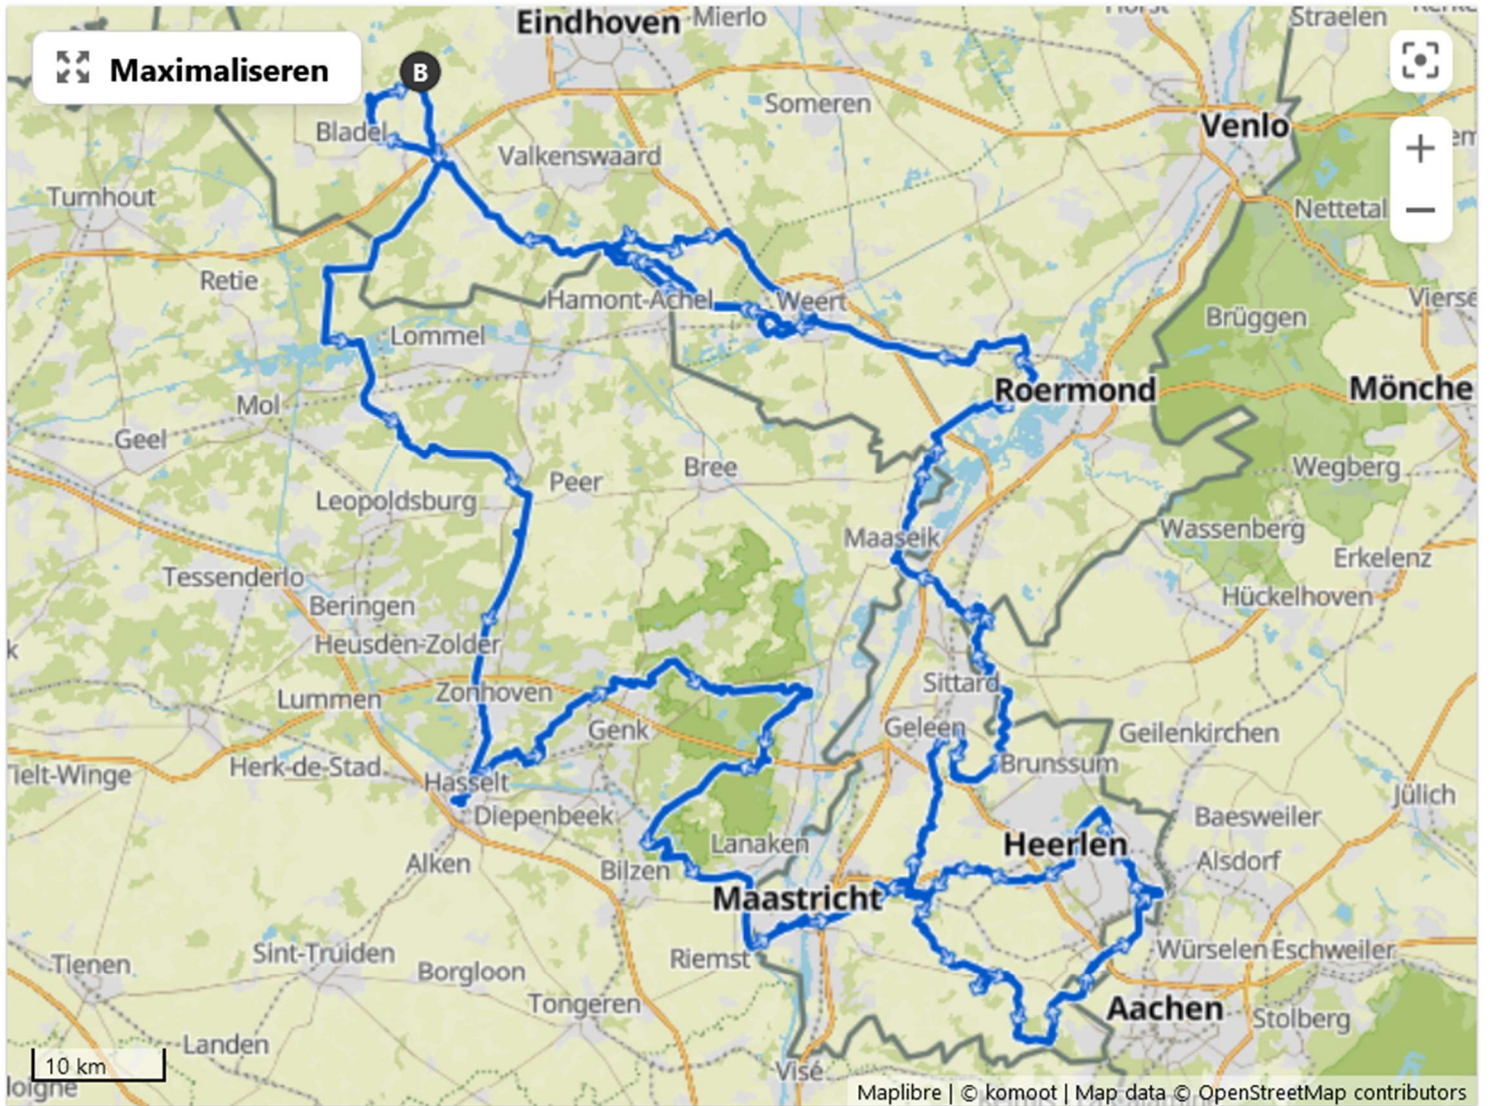 Eindhoven
Mierlo
Straelen
Maximaliseren
B
Someren
Venlo
Bladel
Valkenswaard
Turnhout
Nettetal
Retie
Hamont-Achel
Weert
Brüggen
Lommel
Roermond
Mönche
Mol
Geel
Peer
Bree
Wegberg
Leopoldsburg
Maaseik
Wassenberg
Erkelenz
Tessenderlo
Beringen
Hückelhoven
Heusden-Zolder
Sittard
Zonhoven
Lummen
Genk
Geleen
Geilenkirchen
Herk-de-Stad
Brunssum
Tielt-Winge
Hasselt
Jülich
Diepenbeek
Baesweiler
Lanaken
Heerlen
Alken
Bilzen
Alsdorf
Maastricht
Sint-Truiden
Riemst
Würselen
Eschweiler
Tienen
Borgloon
Tongeren
Aachen
Stolberg
Landen
10 km
Visé
Maplibre | © komoot | Map data © OpenStreetMap contributors